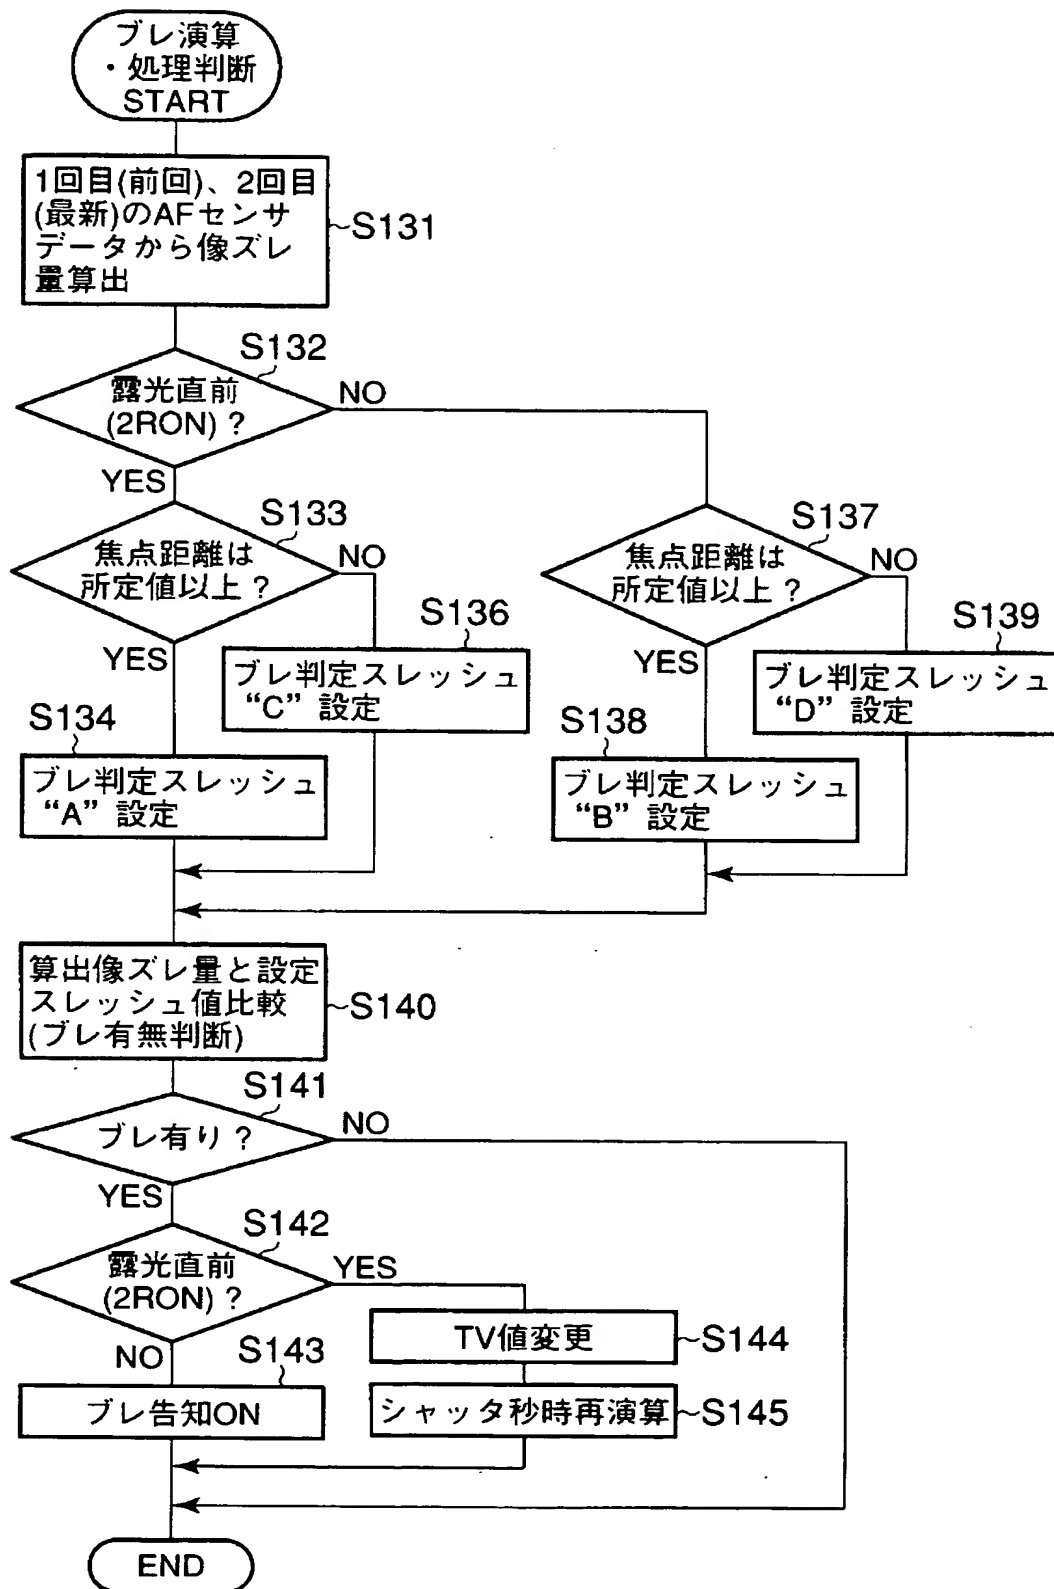 ブレ演算
・処理判断
START
1回目(前回)、2回目
(最新)のAFセンサ
データから像ズレ
量算出
S131
S132
露光直前
(2RON)?
NO
YES
S133
焦点距離は
所定値以上?
NO
YES
S137
焦点距離は
所定値以上?
NO
YES
S136
ブレ判定スレッシュ
“C” 設定
S139
ブレ判定スレッシュ
“D” 設定
S134
ブレ判定スレッシュ
“A” 設定
S138
ブレ判定スレッシュ
“B” 設定
算出像ズレ量と設定
スレッシュ値比較
(ブレ有無判断)
S140
S141
ブレ有り?
NO
YES
S142
露光直前
(2RON)?
YES
NO
S143
ブレ告知ON
TV値変更
S144
シャッタ秒時再演算
S145
END